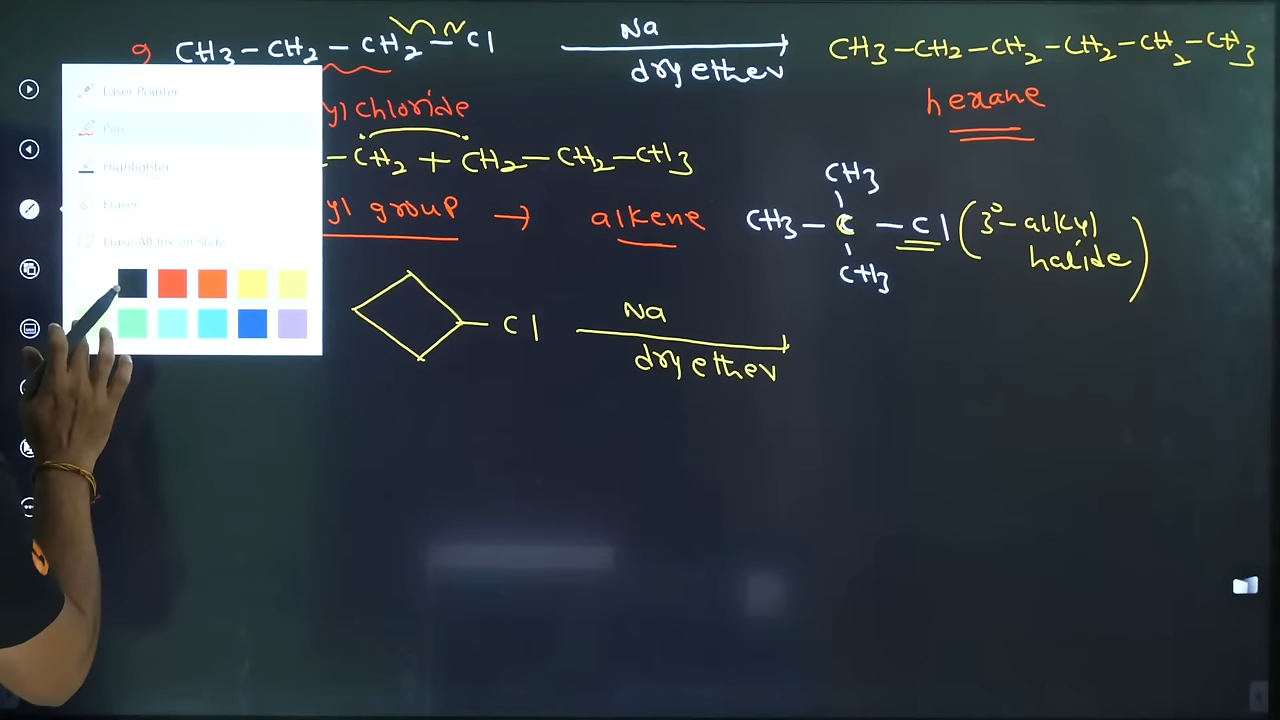 9 CH3 - CH2 - CH2 - Cl Na dry ether CH3 - CH2 - CH2 - CH2 - CH2 - CH3
Laser Pointer
Pen
Highlighter
Eraser
Erase All Ink on Slide
yl chloride
hexane
- CH2 + CH2 - CH2 - CH3
yl group → alkene
CH3
CH3 - C - Cl (3° - alkyl halide)
CH3
Cl Na
dry ether